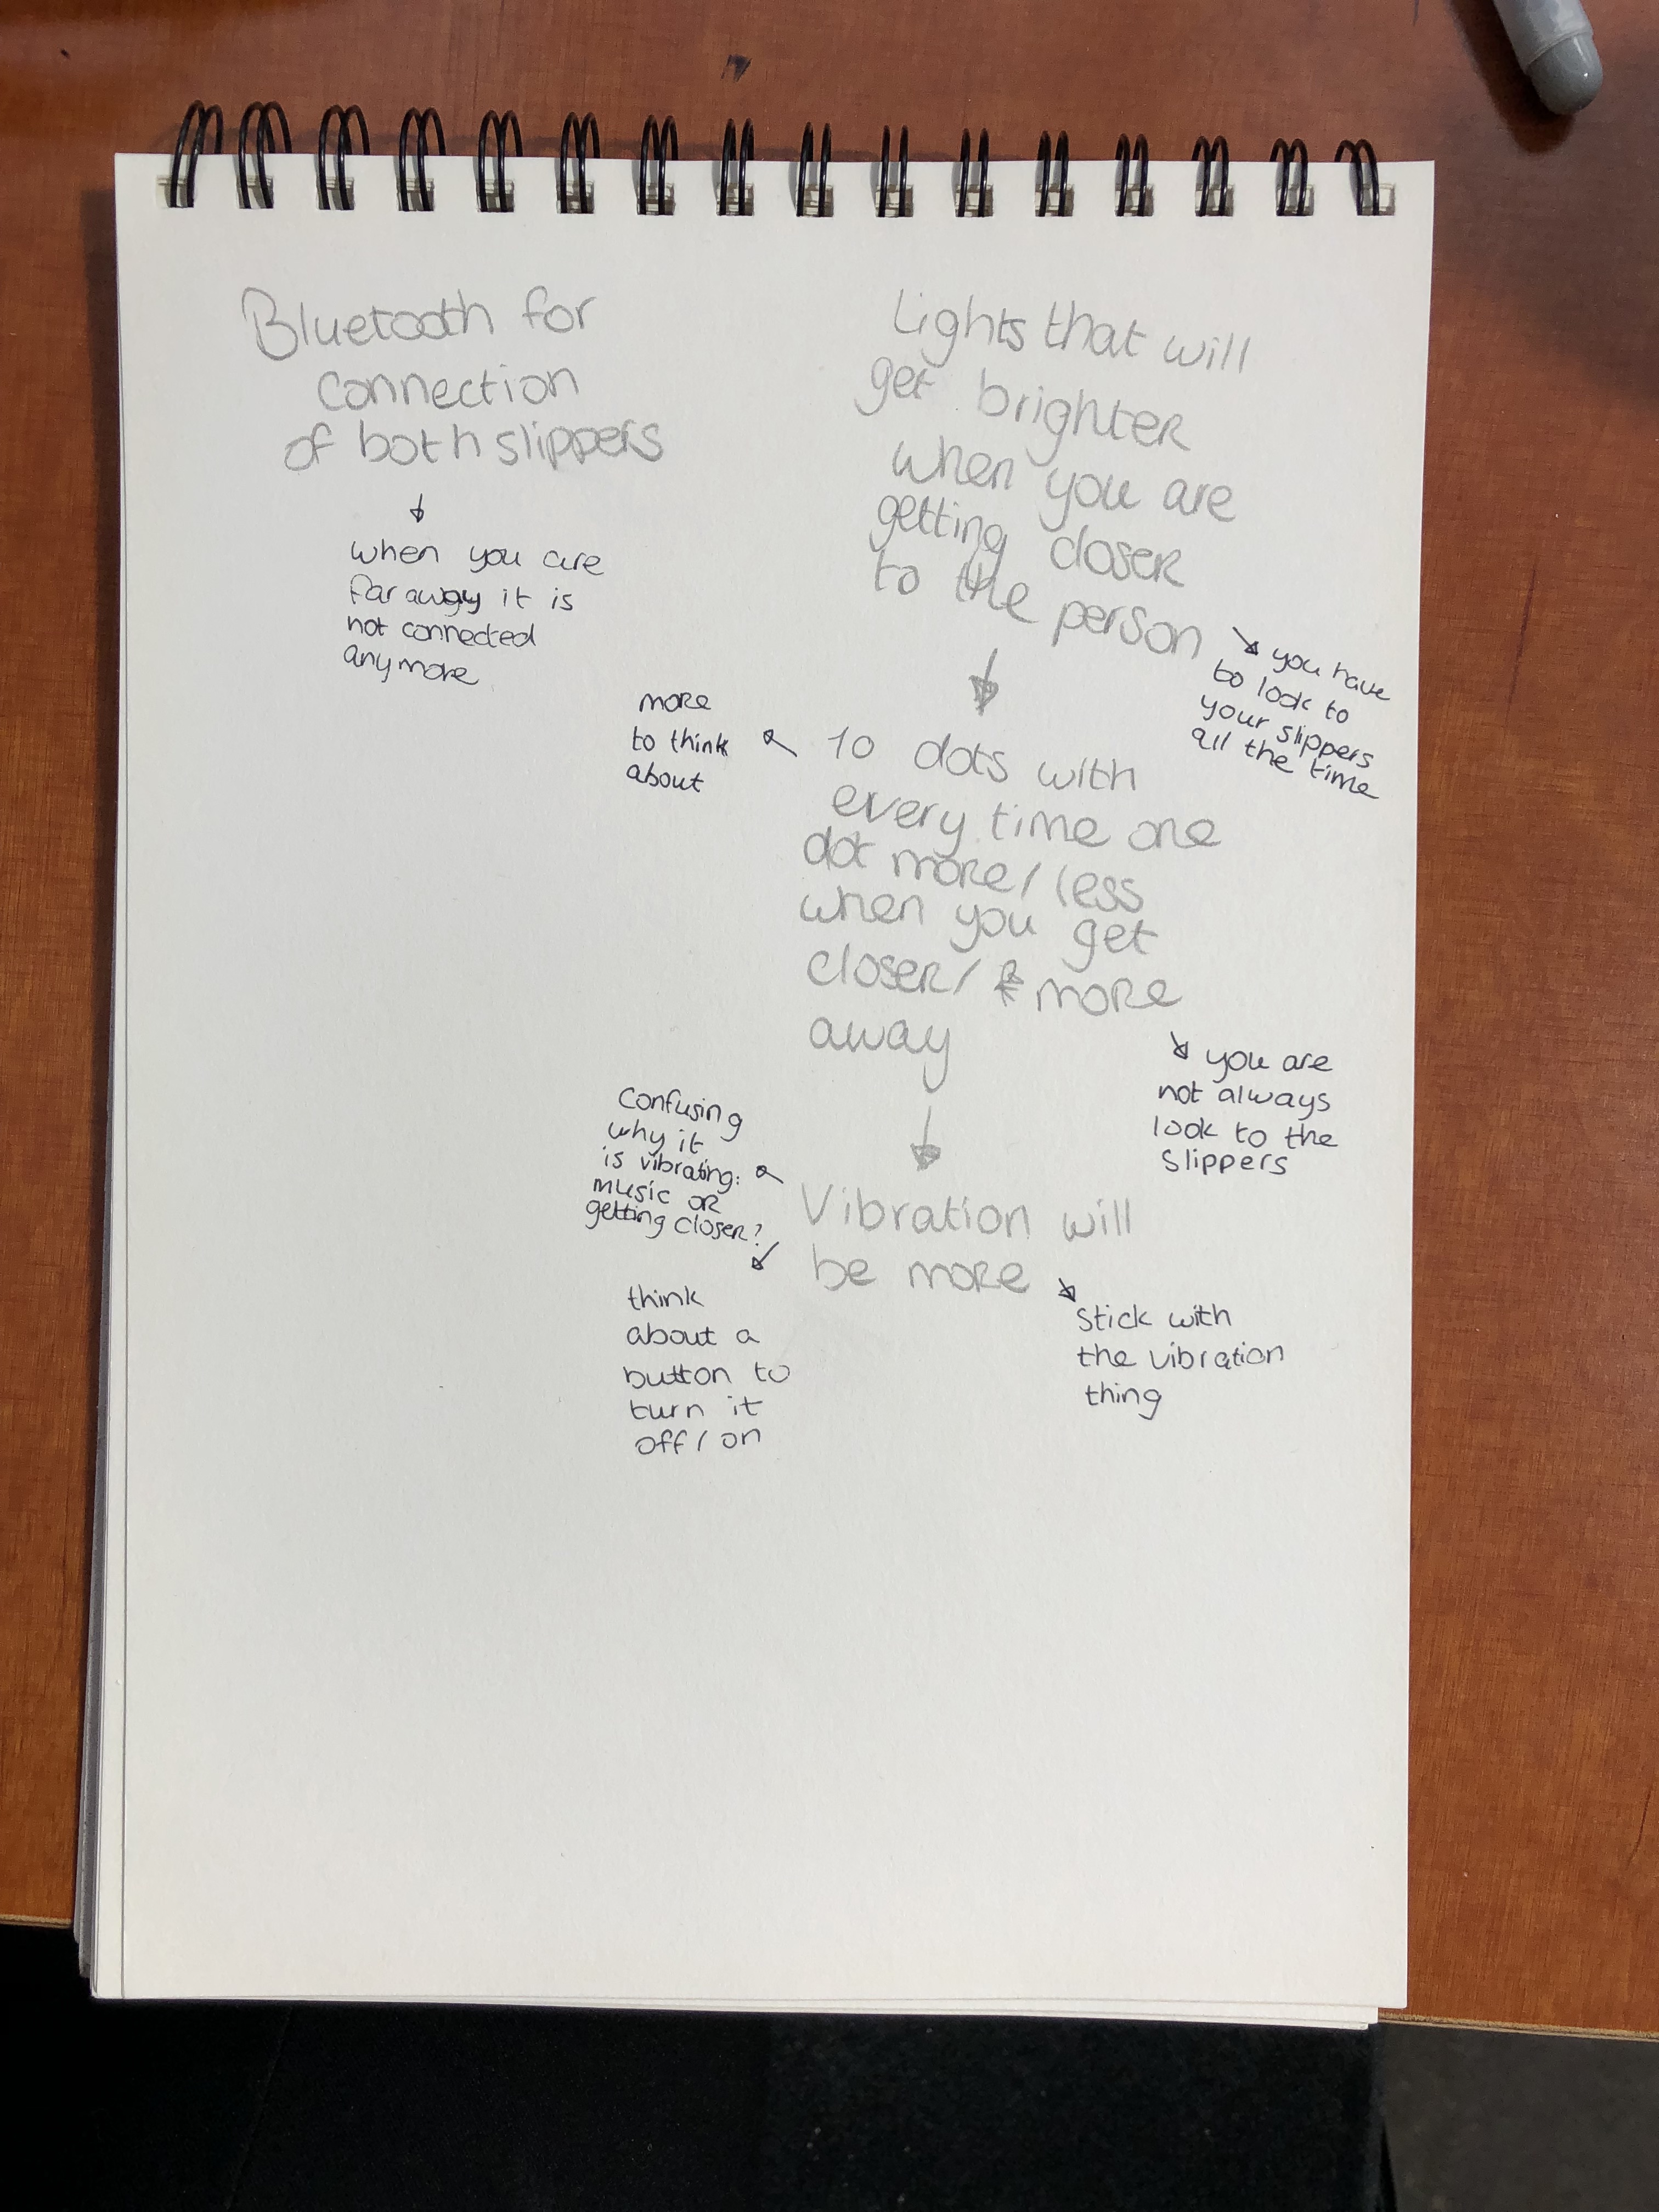 Bluetooth for
connection
of both slippers
when you are
far away it is
not connected
anymore
Lights that will
get brighter
when you are
getting closer
to the person
you have
to look to
your slippers
all the time
10 dots with
every time one
dot more/less
when you get
closer/ more
away
more
to think
about
you are
not always
look to the
slippers
Vibration will
be more
Confusing
why it
is vibrating:
music or
getting closer?
think
about a
button to
turn it
off/on
stick with
the vibration
thing